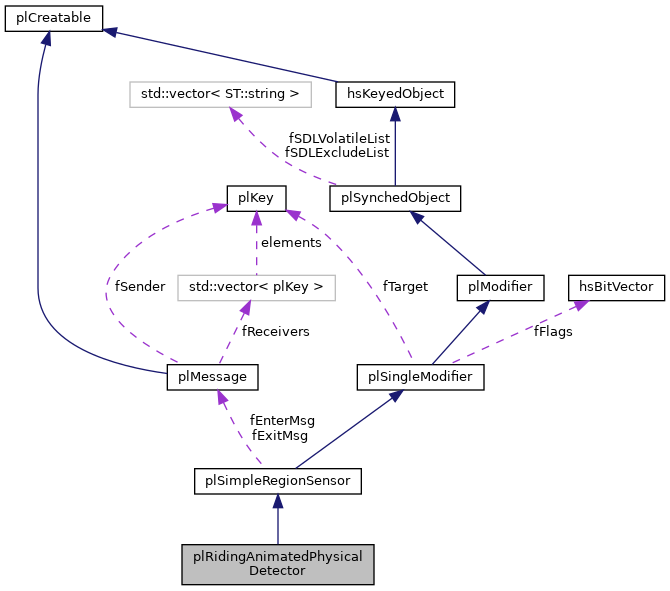 plCreatable
std::vector< ST::string >
hsKeyedObject
fSDLVolatileList
fSDLExcludeList
plKey
plSynchedObject
elements
fSender
std::vector< plKey >
fTarget
plModifier
hsBitVector
fReceivers
fFlags
plMessage
plSingleModifier
fEnterMsg
fExitMsg
plSimpleRegionSensor
plRidingAnimatedPhysical
Detector